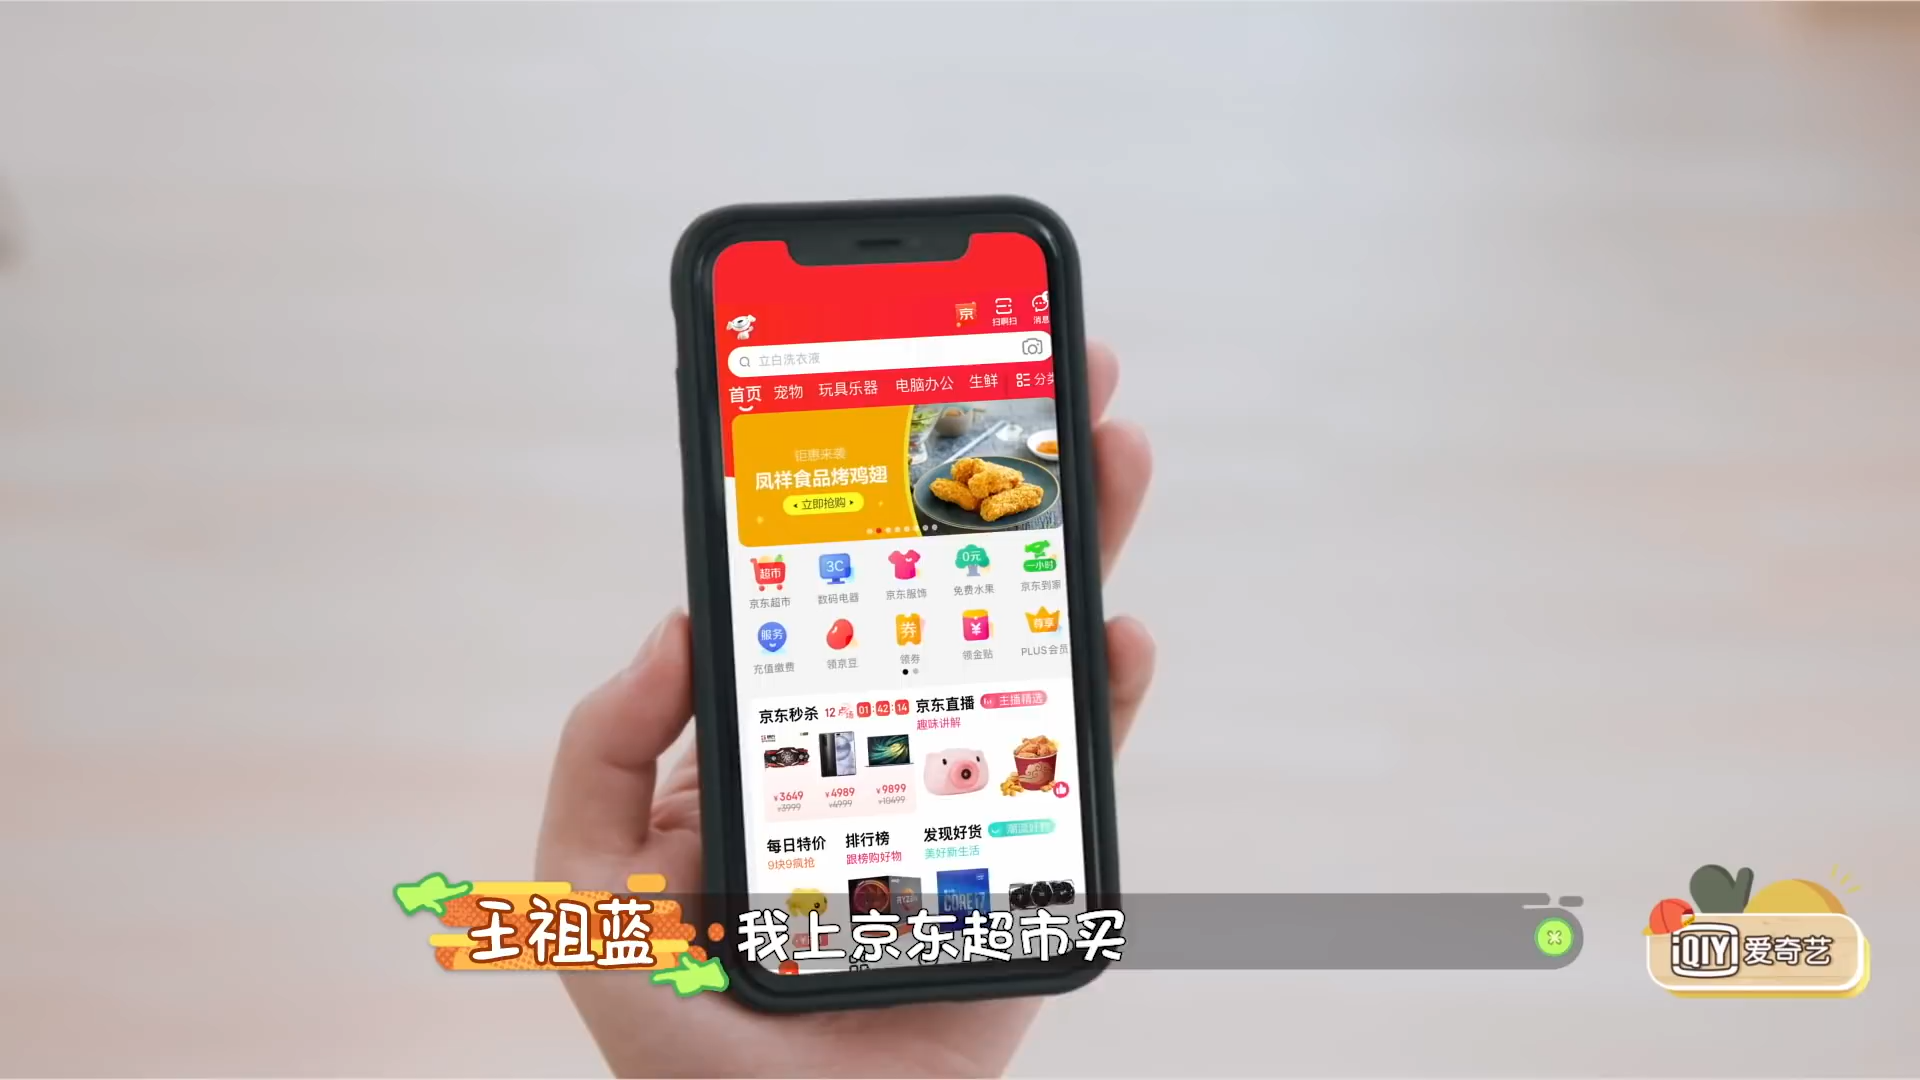 京
扫啊扫
消息
立白洗衣液
首页 宠物 玩具乐器 电脑办公 生鲜 分类
钜惠来袭
凤祥食品烤鸡翅
立即抢购
超市
3C
0元
一小时
京东超市 数码电器 京东服饰 免费水果 京东到家
服务
券
¥
尊享
充值缴费 领京豆 领券 领金贴 PLUS会员
京东秒杀 12点场 01:42:14
京东直播 主播精选
趣味讲解
¥3649 ¥4989 ¥9899
¥3999 ¥4999 ¥10499
每日特价 排行榜 发现好货 潮流好物
9块9疯抢 跟榜购好物 美好新生活
CORE i7
王祖蓝 我上京东超市买
iQIYI 爱奇艺